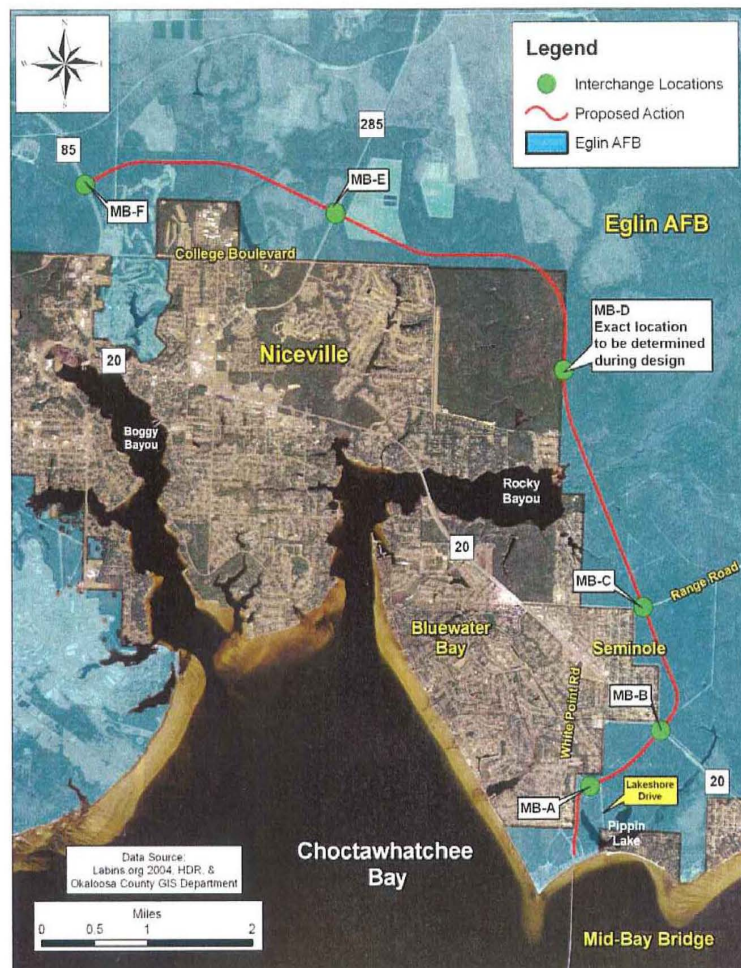 N
W
E
S
Legend
Interchange Locations
Proposed Action
Eglin AFB
285
85
MB-E
MB-F
Eglin AFB
College Boulevard
MB-D
Exact location
to be determined
during design
Niceville
20
Boggy
Bayou
Rocky
Bayou
20
MB-C
Range Road
Bluewater
Bay
Seminole
White Point Rd
MB-B
20
MB-A
Lakeshore
Drive
Pippin
Lake
Choctawhatchee
Bay
Data Source:
Labins.org 2004, HDR, &
Okaloosa County GIS Department
Miles
0 0.5 1 2
Mid-Bay Bridge